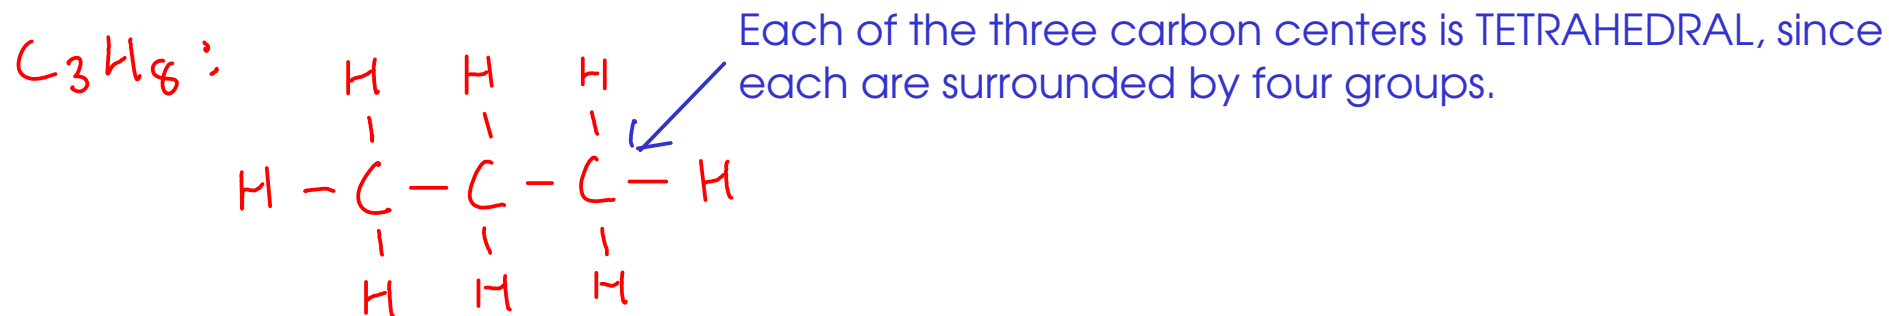 Each of the three carbon centers is TETRAHEDRAL, since
each are surrounded by four groups.
C3H8:
H H H
H - C - C - C - H
H H H